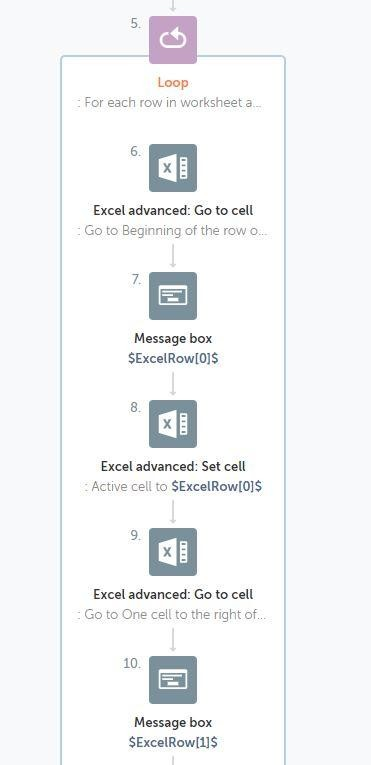 5.
Loop
: For each row in worksheet a...
6.
Excel advanced: Go to cell
: Go to Beginning of the row o...
7.
Message box
$ExcelRow[0]$
8.
Excel advanced: Set cell
: Active cell to $ExcelRow[0]$
9.
Excel advanced: Go to cell
: Go to One cell to the right of...
10.
Message box
$ExcelRow[1]$